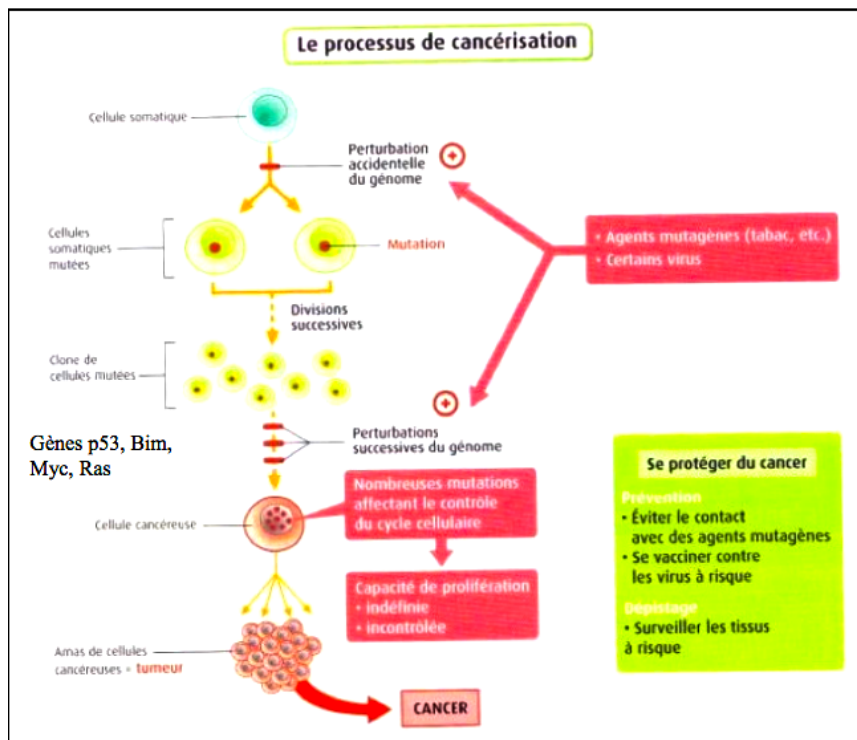 Le processus de cancérisation
Cellule somatique
Perturbation
accidentelle
du génome
Cellules
somatiques
mutées
Mutation
• Agents mutagènes (tabac, etc.)
• Certains virus
Divisions
successives
Clone de
cellules mutées
Gènes p53, Bim,
Myc, Ras
Perturbations
successives du génome
Cellule cancéreuse
Nombreuses mutations
affectant le contrôle
du cycle cellulaire
Capacité de prolifération
• indéfinie
• incontrôlée
Amas de cellules
cancéreuses = tumeur
CANCER
Se protéger du cancer
Prévention
• Éviter le contact
avec des agents mutagènes
• Se vacciner contre
les virus à risque
Dépistage
• Surveiller les tissus
à risque